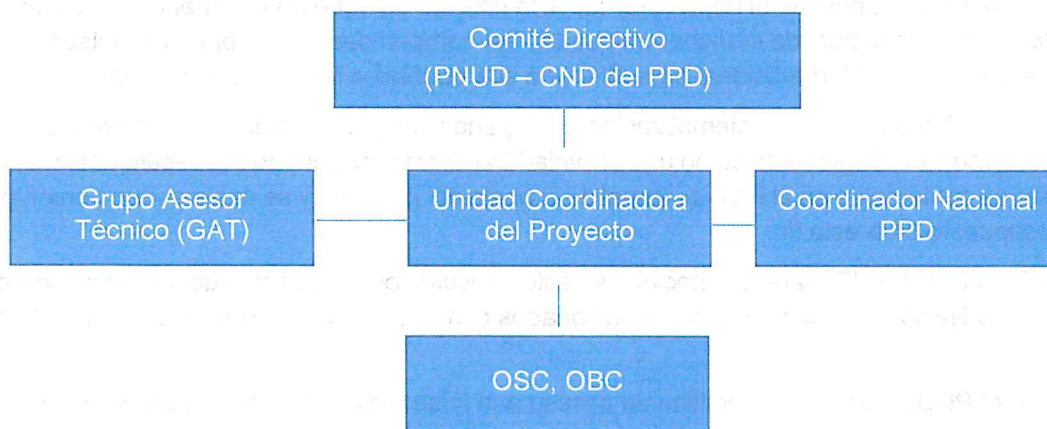 Comité Directivo
(PNUD – CND del PPD)
Grupo Asesor
Técnico (GAT)
Unidad Coordinadora
del Proyecto
Coordinador Nacional
PPD
OSC, OBC